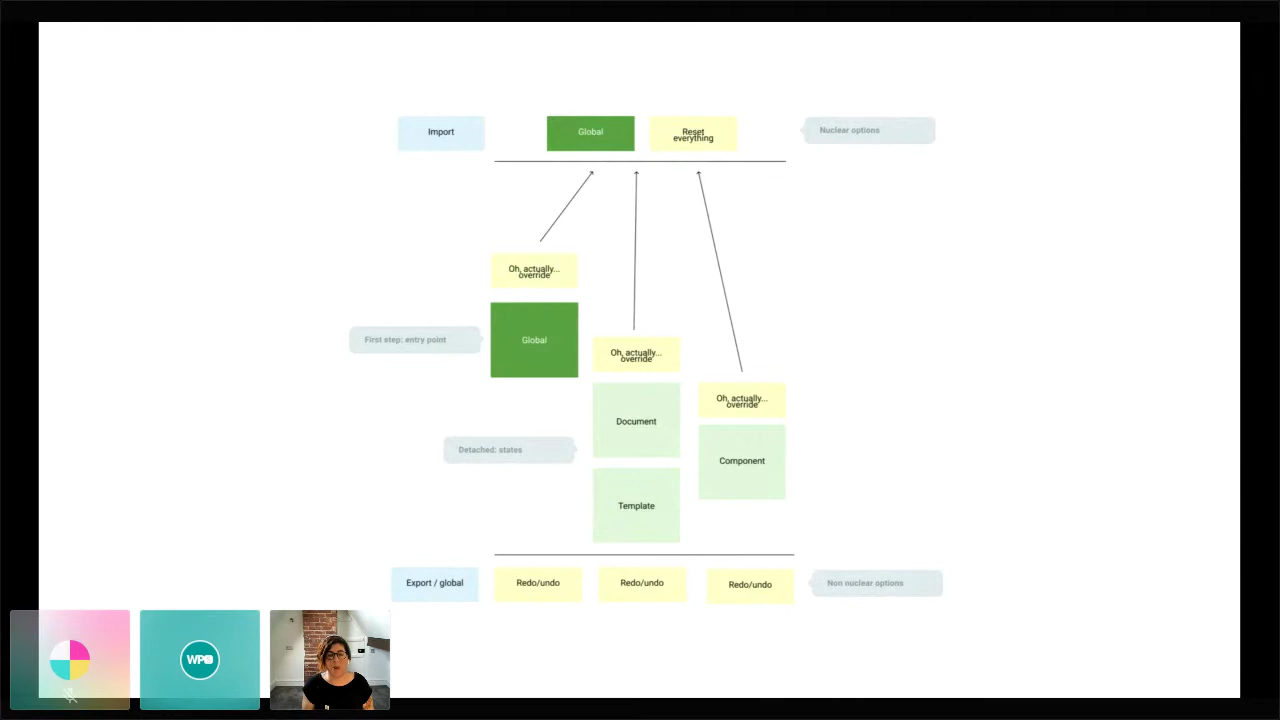 Import
Global
Reset
everything
Nuclear options
Oh, actually...
override
First step: entry point
Global
Oh, actually...
override
Document
Oh, actually...
override
Detached: states
Component
Template
Export / global
Redo/undo
Redo/undo
Redo/undo
Non nuclear options